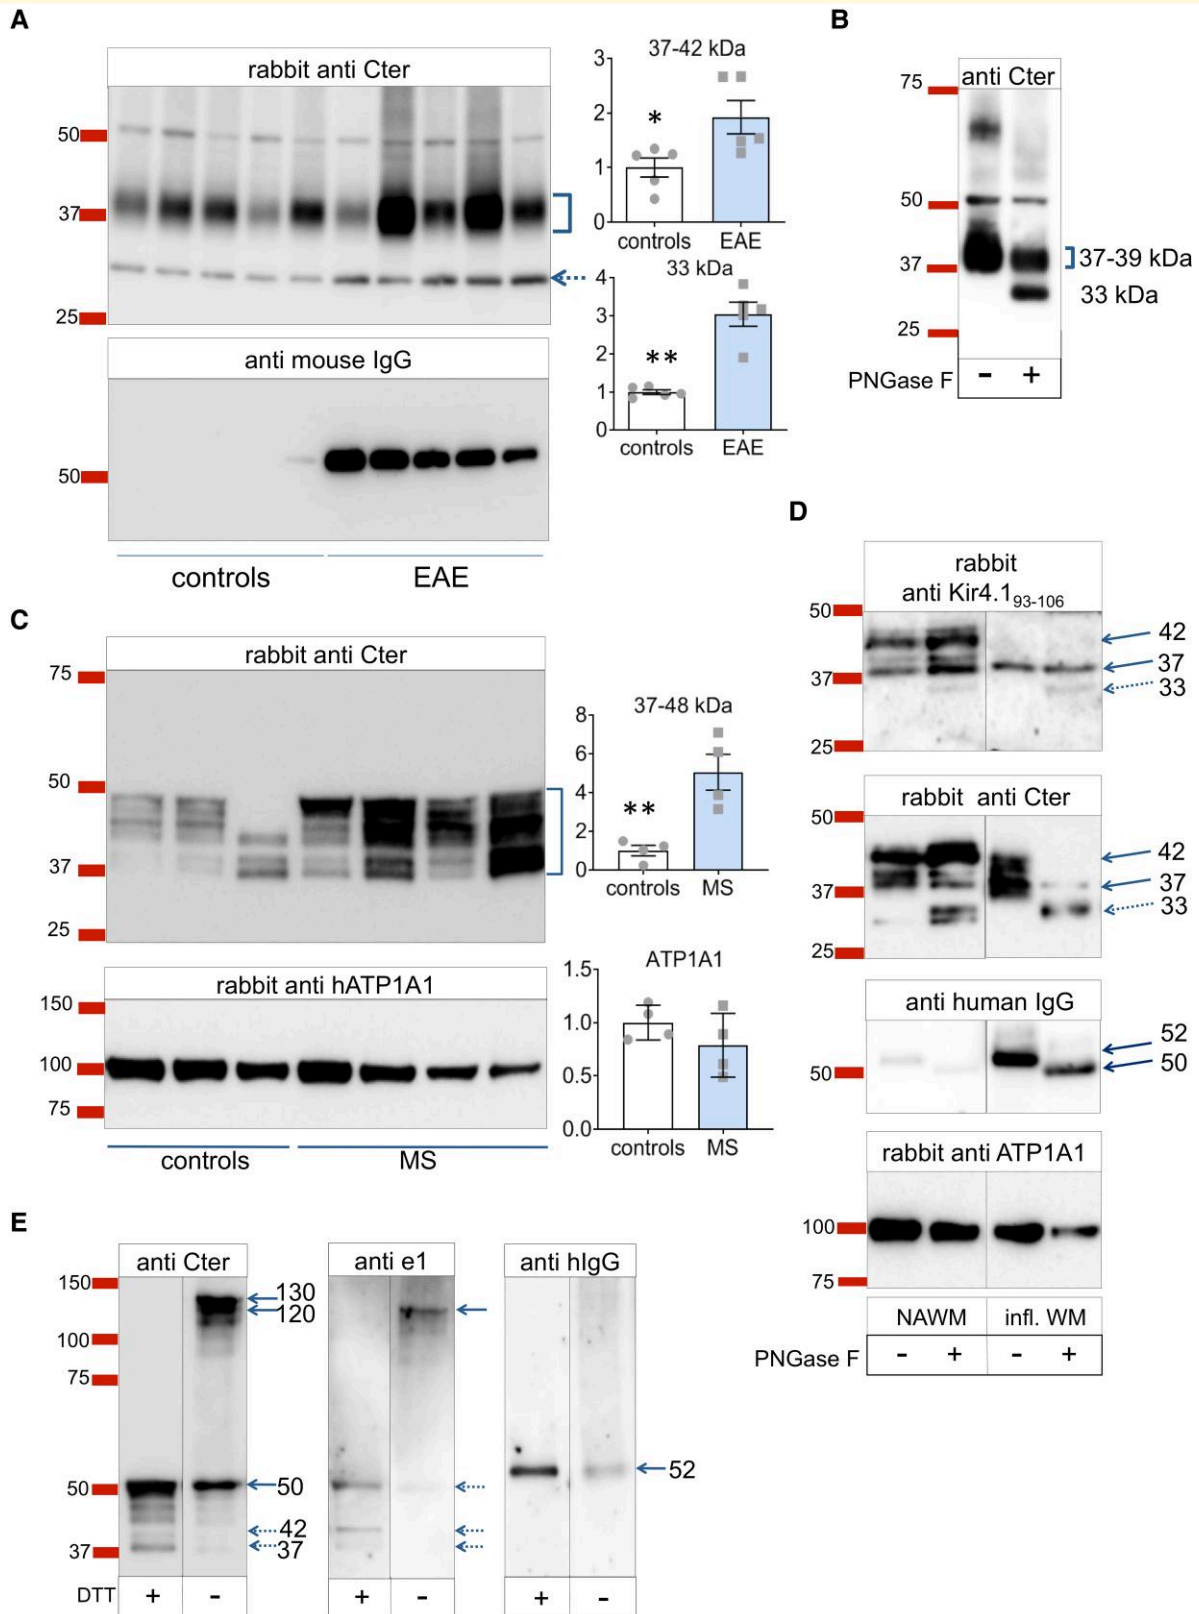 A
rabbit anti Cter
50
37
25
anti mouse IgG
50
controls EAE
37-42 kDa
3
2
1
0
*
controls EAE
33 kDa
4
3
2
1
0
**
controls EAE
B
anti Cter
75
50
37
25
37-39 kDa
33 kDa
PNGase F - +
C
rabbit anti Cter
75
50
37
25
rabbit anti hATP1A1
150
100
75
controls MS
37-48 kDa
8
6
4
2
0
**
controls MS
ATP1A1
1.5
1.0
0.5
0.0
controls MS
D
rabbit
anti Kir4.1₉₃₋₁₀₆
50
37
25
42
37
33
rabbit anti Cter
50
37
25
42
37
33
anti human IgG
50
52
50
rabbit anti ATP1A1
100
75
NAWM infl. WM
PNGase F - + - +
E
anti Cter
150
100
75
50
37
130
120
50
42
37
DTT + -
anti e1
+ -
anti hIgG
52
+ -